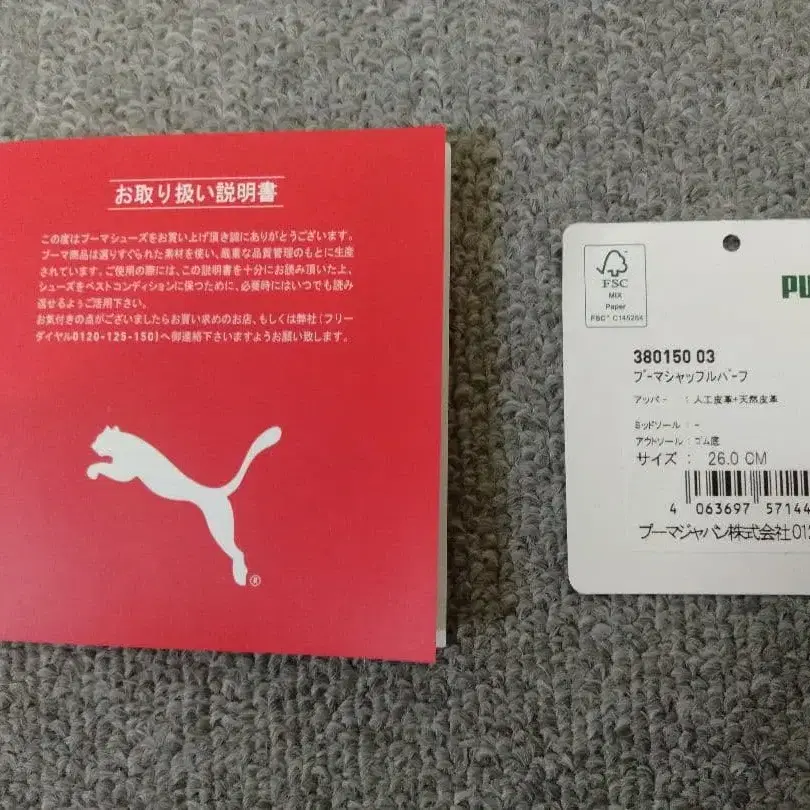 お取り扱い説明書
この度はプーマシューズをお買い上げ頂き誠にありがとうございます。
プーマ商品は選りすぐられた素材を使い、厳重な品質管理のもとに生産
されています。ご使用の際には、この説明書を十分にお読み頂いた上、
シューズをベストコンディションに保つために、必要時にはいつでも読み
返せるようご活用下さい。
お気付きの点がございましたらお買い求めのお店、もしくは弊社(フリー
ダイヤル0120-125-150)へ御連絡下さいますようお願い致します。
®
FSC
MIX
Paper
FSC® C145264
PU
380150 03
プーマシャッフルパーフ
アッパー : 人工皮革+天然皮革
ミッドソール : -
アウトソール : ゴム底
サイズ : 26.0 CM
4 063697 57144
プーマジャパン株式会社 012